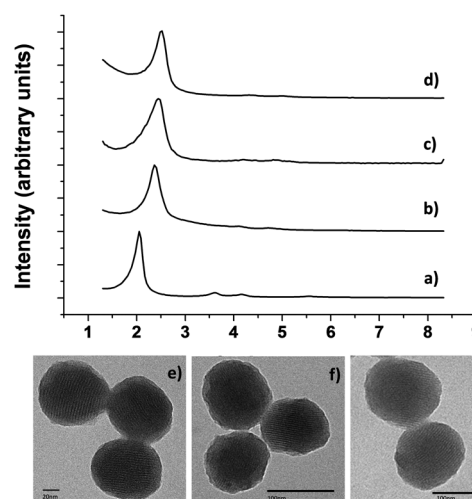 Intensity (arbitrary units)
d)
c)
b)
a)
1 2 3 4 5 6 7 8
e)
f)
20nm
100nm
100nm